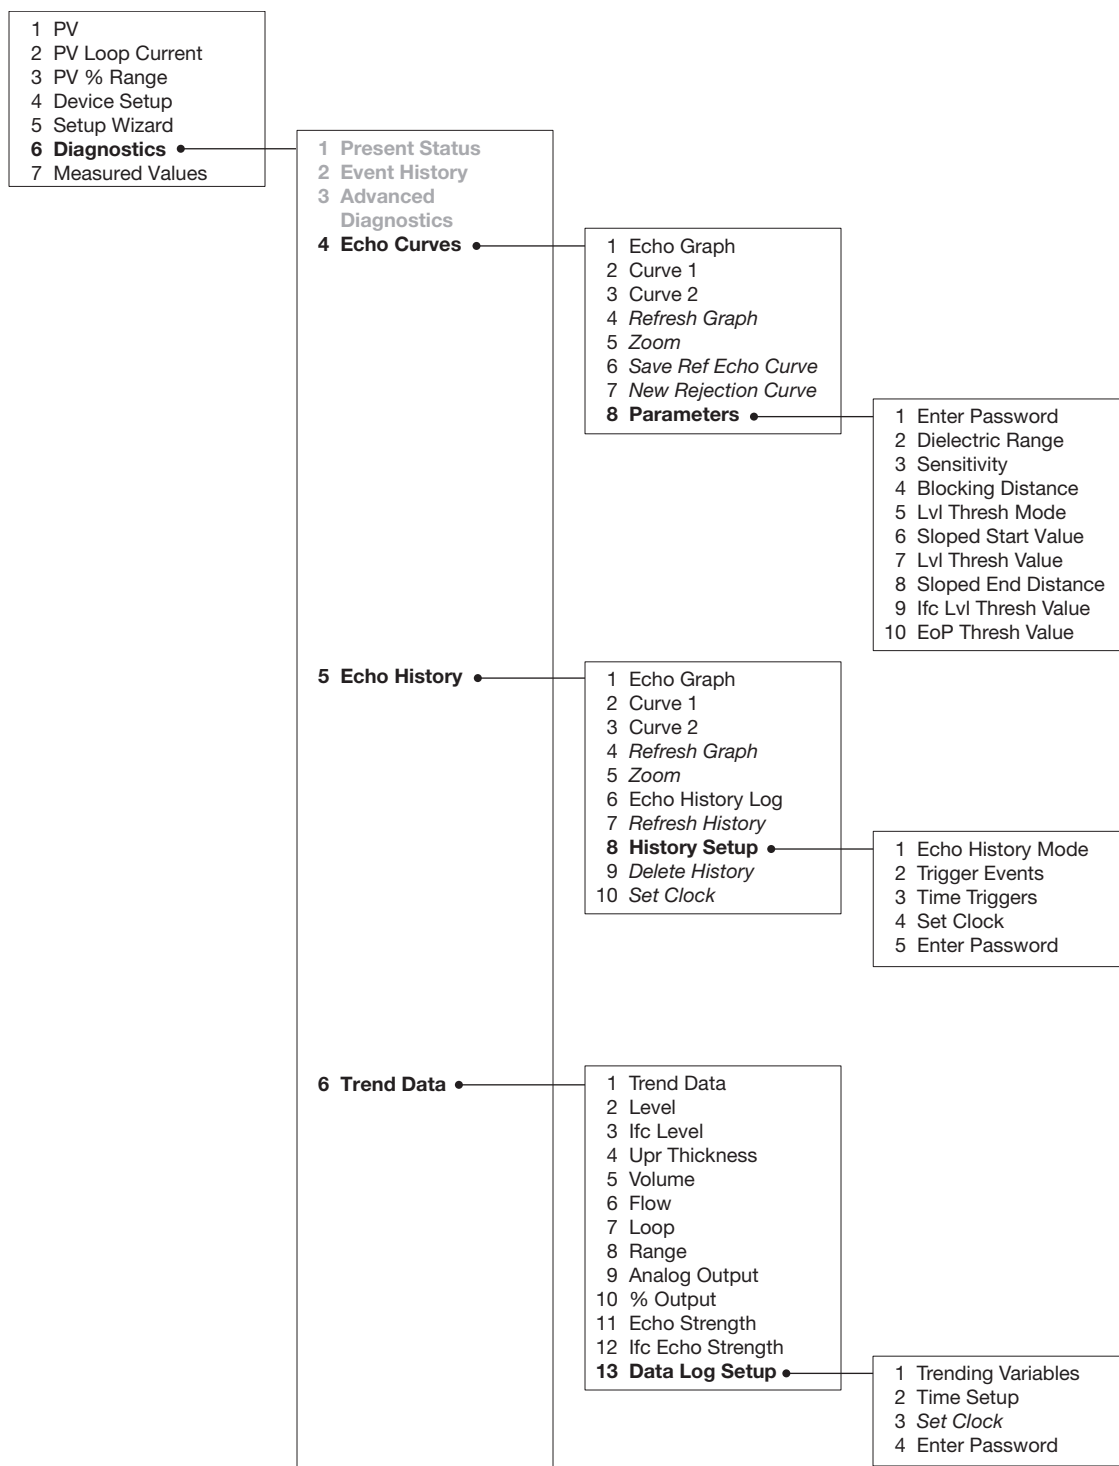 1 PV
2 PV Loop Current
3 PV % Range
4 Device Setup
5 Setup Wizard
6 Diagnostics
7 Measured Values
1 Present Status
2 Event History
3 Advanced
Diagnostics
4 Echo Curves
1 Echo Graph
2 Curve 1
3 Curve 2
4 Refresh Graph
5 Zoom
6 Save Ref Echo Curve
7 New Rejection Curve
8 Parameters
1 Enter Password
2 Dielectric Range
3 Sensitivity
4 Blocking Distance
5 Lvl Thresh Mode
6 Sloped Start Value
7 Lvl Thresh Value
8 Sloped End Distance
9 Ifc Lvl Thresh Value
10 EoP Thresh Value
5 Echo History
1 Echo Graph
2 Curve 1
3 Curve 2
4 Refresh Graph
5 Zoom
6 Echo History Log
7 Refresh History
8 History Setup
9 Delete History
10 Set Clock
1 Echo History Mode
2 Trigger Events
3 Time Triggers
4 Set Clock
5 Enter Password
6 Trend Data
1 Trend Data
2 Level
3 Ifc Level
4 Upr Thickness
5 Volume
6 Flow
7 Loop
8 Range
9 Analog Output
10 % Output
11 Echo Strength
12 Ifc Echo Strength
13 Data Log Setup
1 Trending Variables
2 Time Setup
3 Set Clock
4 Enter Password